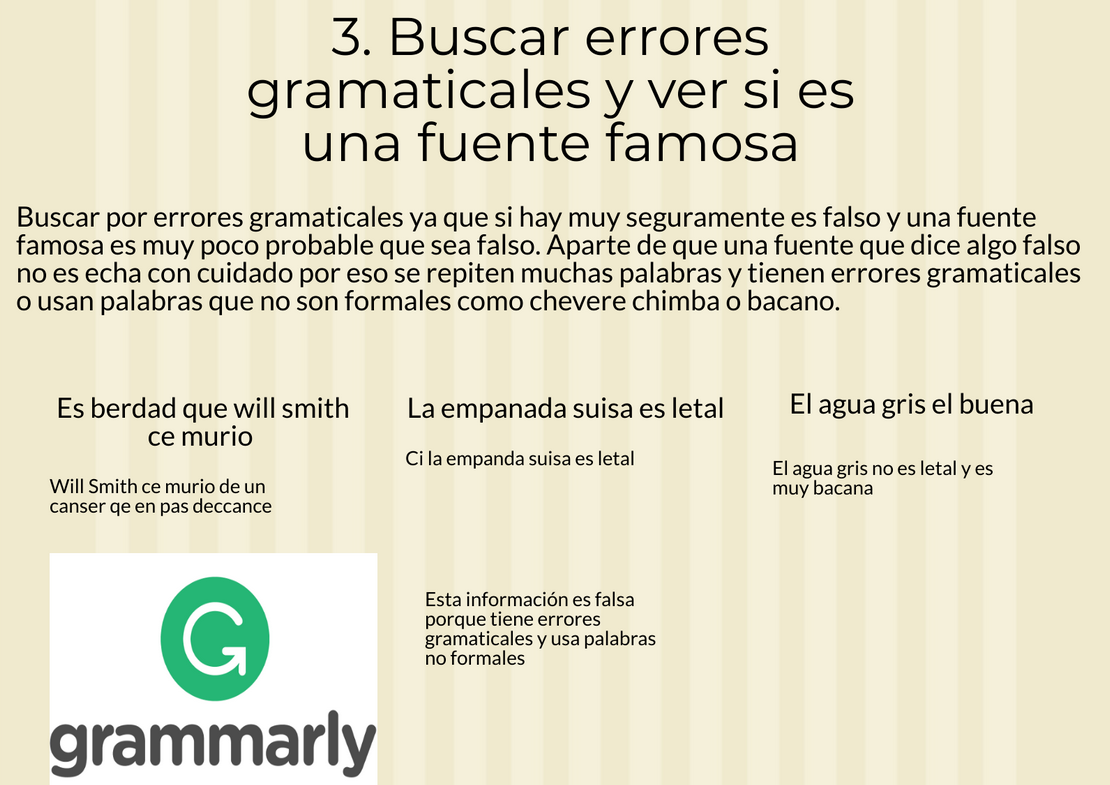 3. Buscar errores
gramaticales y ver si es
una fuente famosa
Buscar por errores gramaticales ya que si hay muy seguramente es falso y una fuente
famosa es muy poco probable que sea falso. Aparte de que una fuente que dice algo falso
no es echa con cuidado por eso se repiten muchas palabras y tienen errores gramaticales
o usan palabras que no son formales como chevere chimba o bacano.
Es berdad que will smith
ce murio
Will Smith ce murio de un
canser qe en pas deccance
La empanada suisa es letal
Ci la empanda suisa es letal
El agua gris el buena
El agua gris no es letal y es
muy bacana
G
grammarly
Esta información es falsa
porque tiene errores
gramaticales y usa palabras
no formales